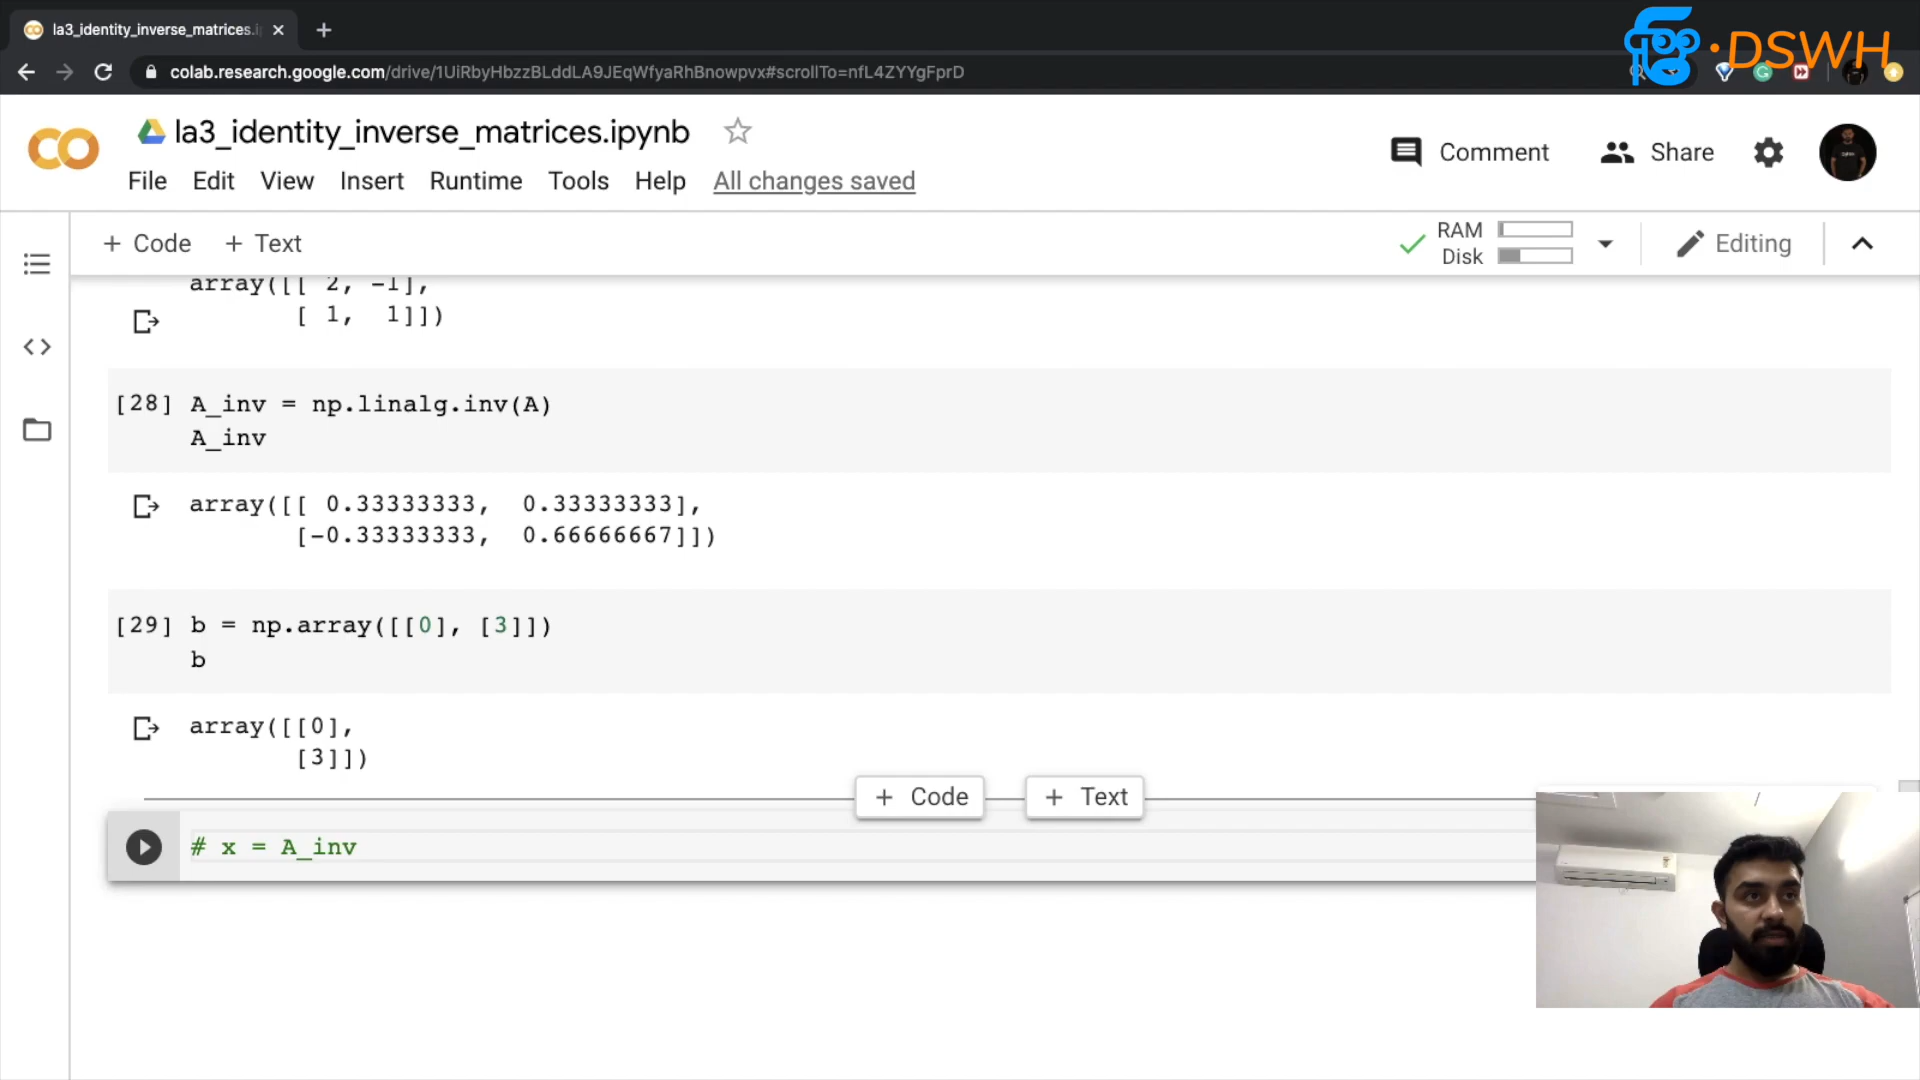 la3_identity_inverse_matrices.i
colab.research.google.com/drive/1UiRbyHbzzBLddLA9JEqWfyaRhBnowpvx#scrollTo=nfL4ZYYgFprD
DSWH
la3_identity_inverse_matrices.ipynb
Comment
Share
File Edit View Insert Runtime Tools Help All changes saved
+ Code + Text
RAM
Disk
Editing
array([[ 2, -1],
[ 1, 1]])
[28] A_inv = np.linalg.inv(A)
A_inv
array([[ 0.33333333, 0.33333333],
[-0.33333333, 0.66666667]])
[29] b = np.array([[0], [3]])
b
array([[0],
[3]])
+ Code + Text
# x = A_inv